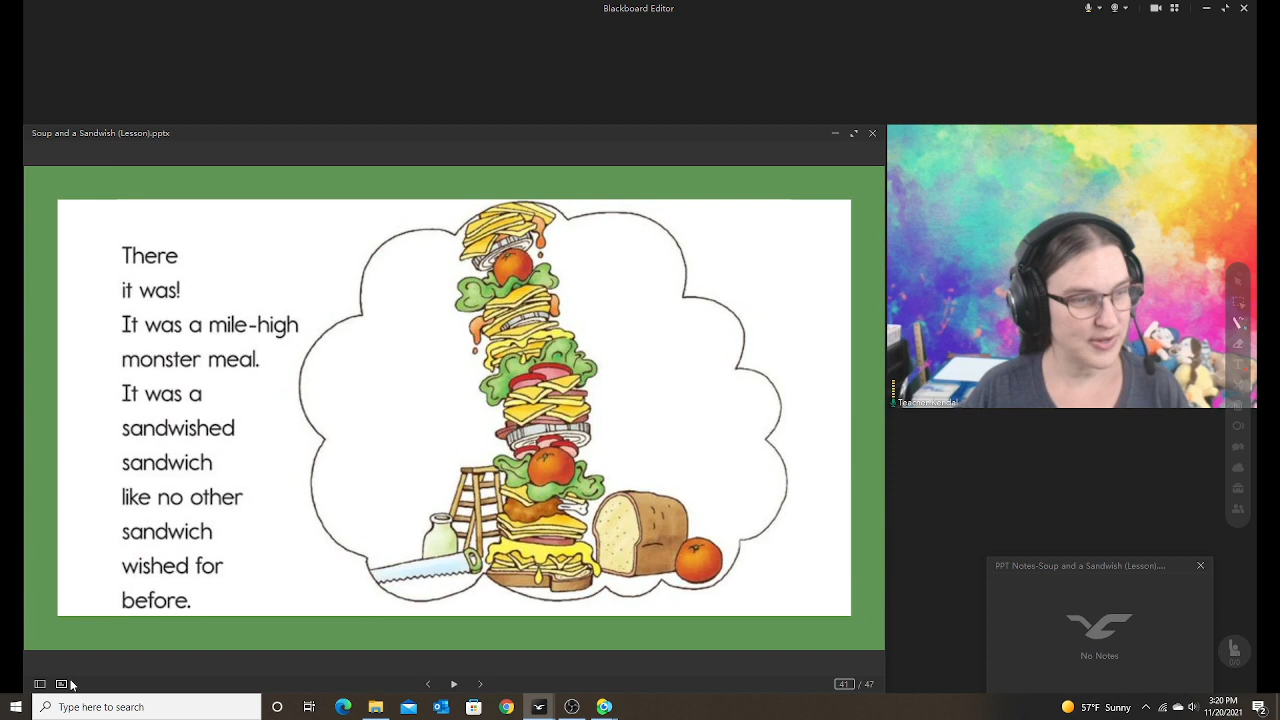 Blackboard Editor
Soup and a Sandwish (Lesson).pptx
There
it was!
It was a mile-high
monster meal.
It was a
sandwished
sandwich
like no other
sandwich
wished for
before.
Teacher Kendal
PPT Notes-Soup and a Sandwish (Lesson)....
No Notes
0/0
41 / 47
Type here to search
57°F Sunny
3:20 PM
11/20/2021